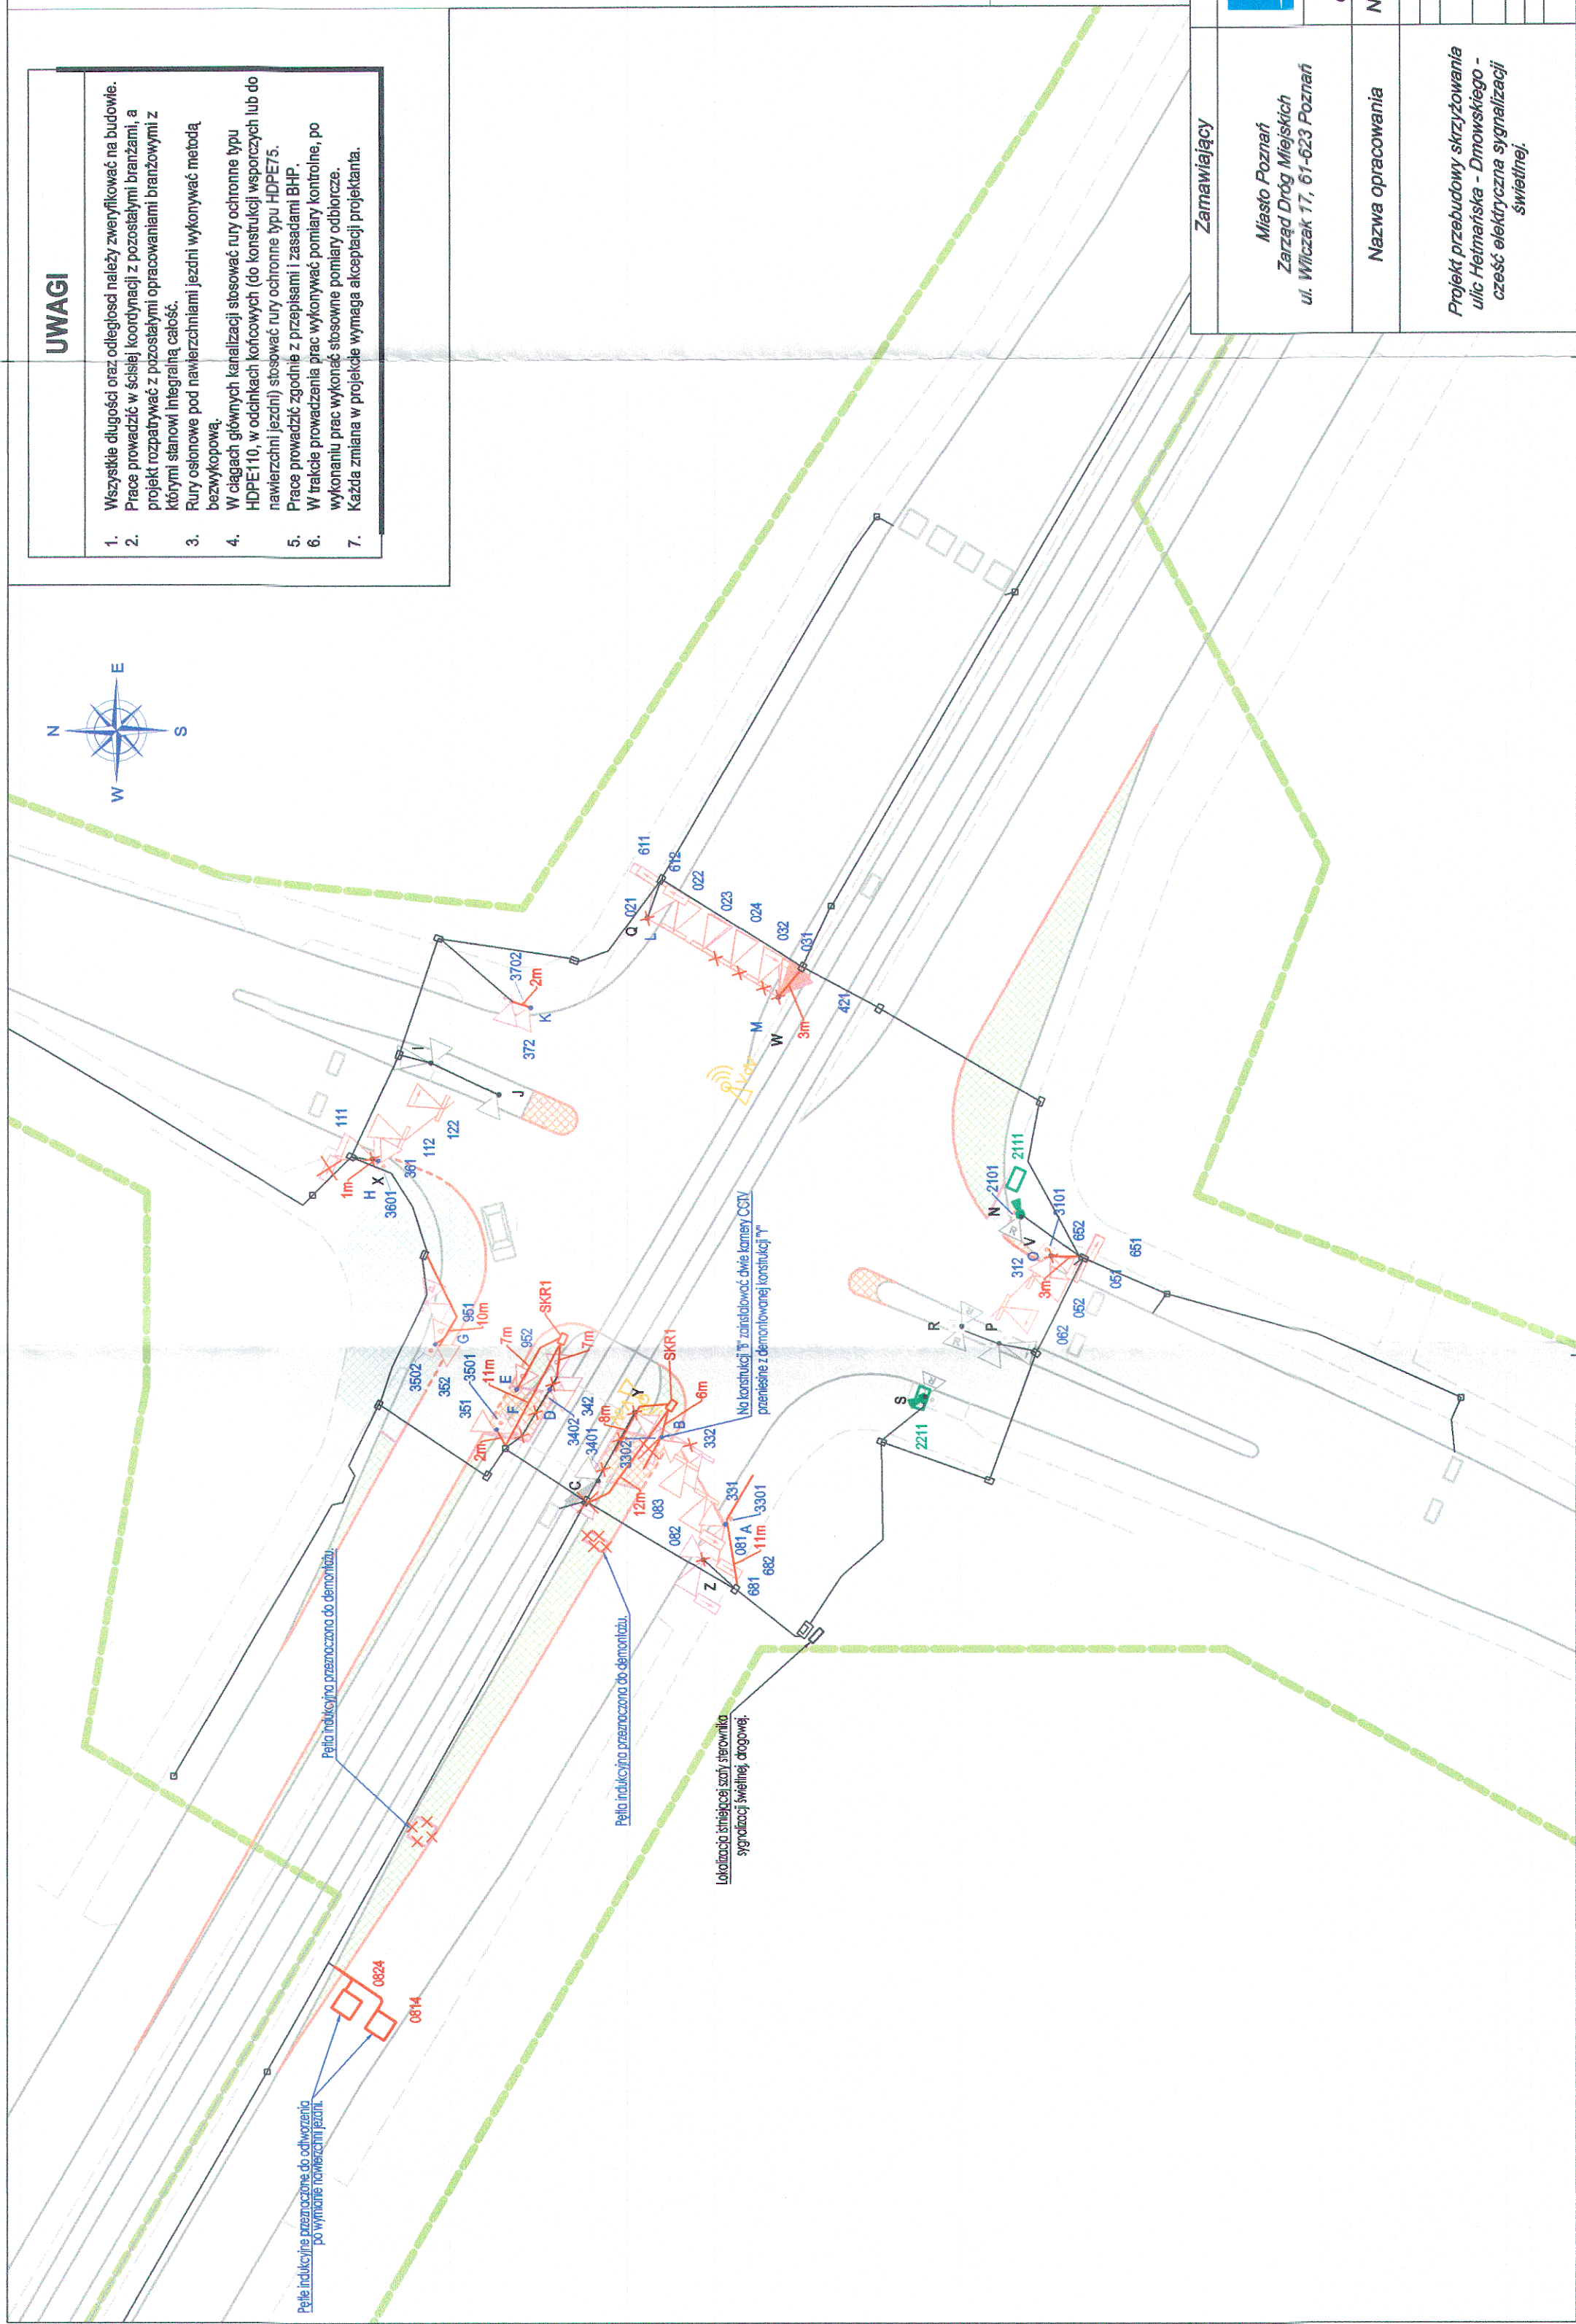 UWAGI
1. Wszystkie długości oraz odległosci należy zweryfikować na budowie.
2. Prace prowadzić w ścisłej koordynacji z pozostałymi branżami, a
projekt rozpatrywać z pozostałymi opracowaniami branżowymi z
którymi stanowi integralną całość.
3. Rury osłonowe pod nawierzchniami jezdni wykonywać metodą
bezwykopową.
4. W ciągach głównych kanalizacji stosować rury ochronne typu
HDPE110, w odcinkach końcowych (do konstrukcji wsporczych lub do
nawierzchni jezdni) stosować rury ochronne typu HDPE75.
5. Prace prowadzić zgodnie z przepisami i zasadami BHP.
6. W trakcie prowadzenia prac wykonywać pomiary kontrolne, po
wykonaniu prac wykonać stosowne pomiary odbiorcze.
7. Każda zmiana w projekcie wymaga akceptacji projektanta.
N
W
E
S
111
1m
H
X
3601
361
112
122
I
J
372
K
3702
2m
Q
L
021
611
612
022
023
024
032
031
M
W
3m
421
3502
352
G
951
10m
351
3501
11m
2m
F
E
7m
952
SKR1
7m
D
3402
342
3401
8m
C
3302
Y
SKR1
6m
B
332
12m
083
082
331
3301
A
081
11m
682
681
Z
Na konstrukcji "B" zainstalować dwie kamery CCTV
przeniesine z demontowanej konstrukcji "Y"
Pętla indukcyjna przeznaczona do demontażu.
Pętla indukcyjna przeznaczona do demontażu.
Lokalizacja istniejącej szafy sterownika
sygnalizacji świetlnej, drogowej.
0824
0814
Pętle indukcyjne przeznaczone do odtworzenia
po wymianie nawierzchni jezdni.
N
2101
2111
V
O
3101
312
3m
652
651
051
052
062
R
P
S
2211
Zamawiający
Miasto Poznań
Zarząd Dróg Miejskich
ul. Wilczak 17, 61-623 Poznań
Nazwa opracowania
Projekt przebudowy skrzyżowania
ulic Hetmańska - Dmowskiego -
cześć elektryczna sygnalizacji
świetlnej.